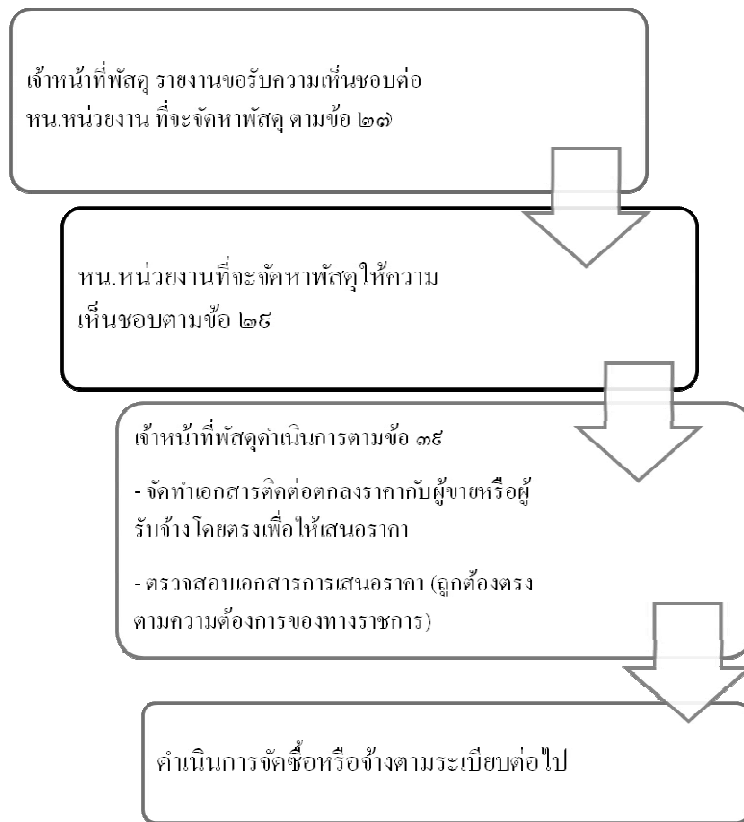 เจ้าหน้าที่พัสดุ รายงานขอรับความเห็นชอบต่อ
หน.หน่วยงาน ที่จะจัดหาพัสดุ ตามข้อ ๒๗
หน.หน่วยงานที่จะจัดหาพัสดุให้ความ
เห็นชอบตามข้อ ๒๙
เจ้าหน้าที่พัสดุดำเนินการตามข้อ ๓๙
- จัดทำเอกสารติดต่อตกลงราคากับผู้ขายหรือผู้
รับจ้างโดยตรงเพื่อให้เสนอราคา
- ตรวจสอบเอกสารการเสนอราคา (ถูกต้องตรง
ตามความต้องการของทางราชการ)
ดำเนินการจัดซื้อหรือจ้างตามระเบียบต่อไป